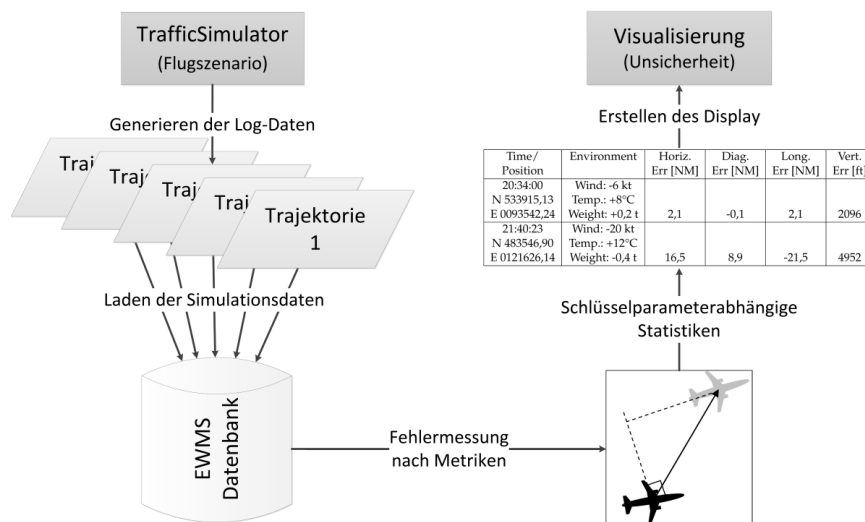 TrafficSimulator
(Flugszenario)
Generieren der Log-Daten
Traj
Traj
Traj
Traj
Trajektorie
1
Laden der Simulationsdaten
EWMS
Datenbank
Fehlermessung
nach Metriken
Schlüsselparameterabhängige
Statistiken
Time/ Environment Horiz. Diag. Long. Vert.
Position Err [NM] Err [NM] Err [NM] Err [ft]
20:34:00 Wind: -6 kt
N 533915,13 Temp.: +8°C
E 0093542,24 Weight: +0,2 t 2,1 -0,1 2,1 2096
21:40:23 Wind: -20 kt
N 483546,90 Temp.: +12°C
E 0121626,14 Weight: -0,4 t 16,5 8,9 -21,5 4952
Erstellen des Display
Visualisierung
(Unsicherheit)